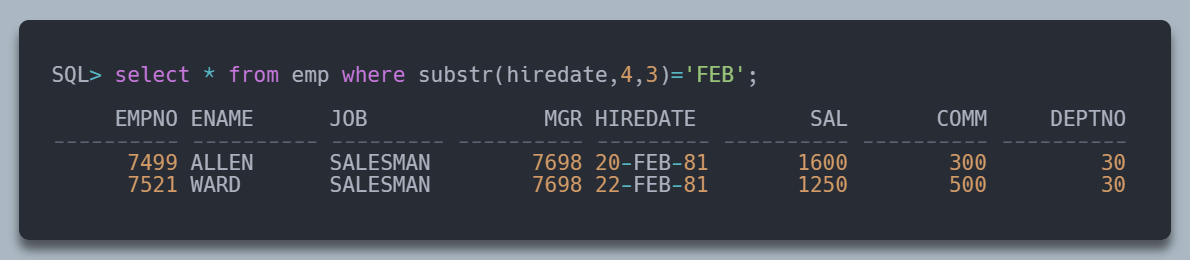 SQL> select * from emp where substr(hiredate,4,3)='FEB';
     EMPNO ENAME      JOB              MGR HIREDATE         SAL       COMM     DEPTNO
---------- ---------- --------- ---------- --------- ---------- ---------- ----------
      7499 ALLEN      SALESMAN        7698 20-FEB-81       1600        300         30
      7521 WARD       SALESMAN        7698 22-FEB-81       1250        500         30